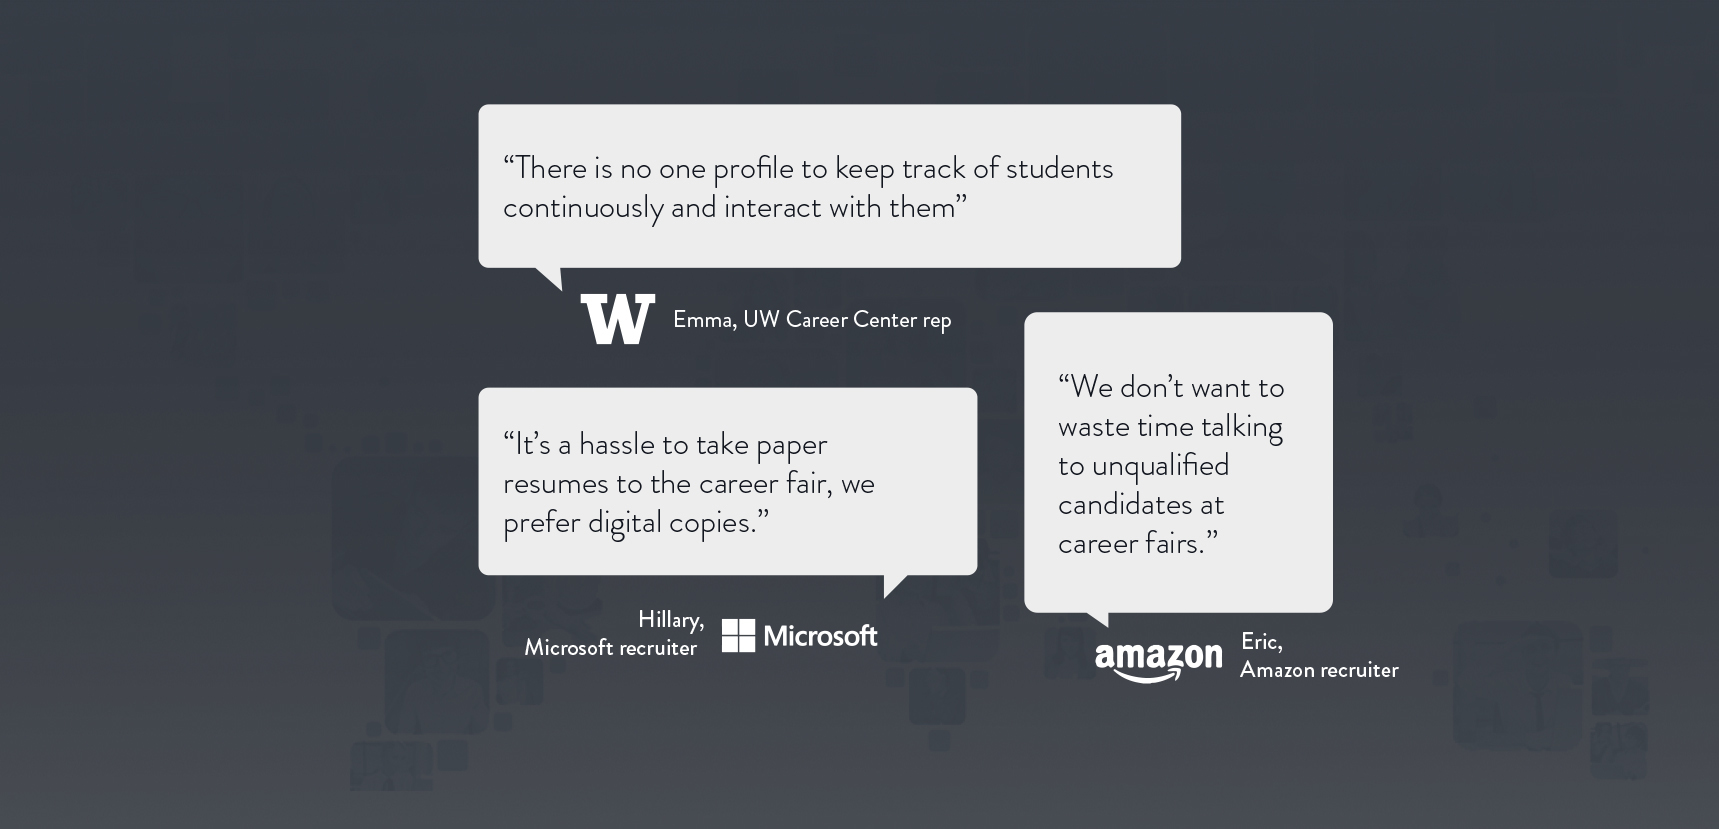 “There is no one profile to keep track of students
continuously and interact with them”
W
Emma, UW Career Center rep
“It’s a hassle to take paper
resumes to the career fair, we
prefer digital copies.”
Hillary,
Microsoft recruiter
Microsoft
“We don’t want to
waste time talking
to unqualified
candidates at
career fairs.”
amazon
Eric,
Amazon recruiter